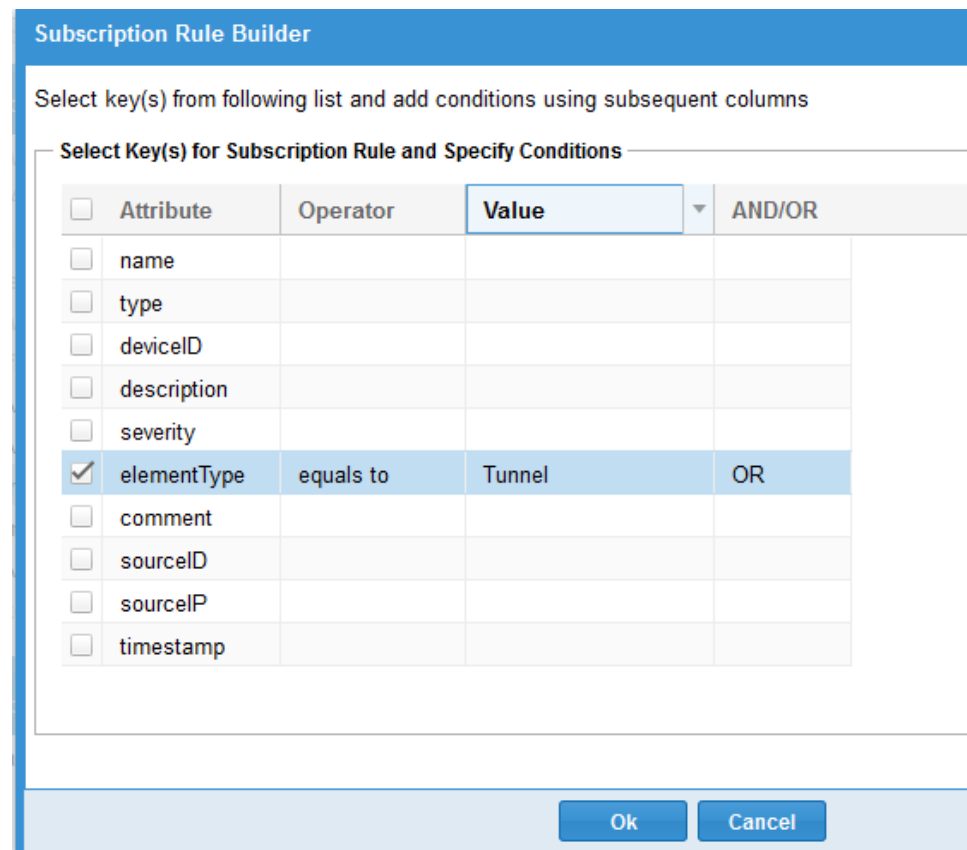 Subscription Rule Builder
Select key(s) from following list and add conditions using subsequent columns
Select Key(s) for Subscription Rule and Specify Conditions
Attribute Operator Value AND/OR
name
type
deviceID
description
severity
elementType equals to Tunnel OR
comment
sourceID
sourceIP
timestamp
Ok Cancel